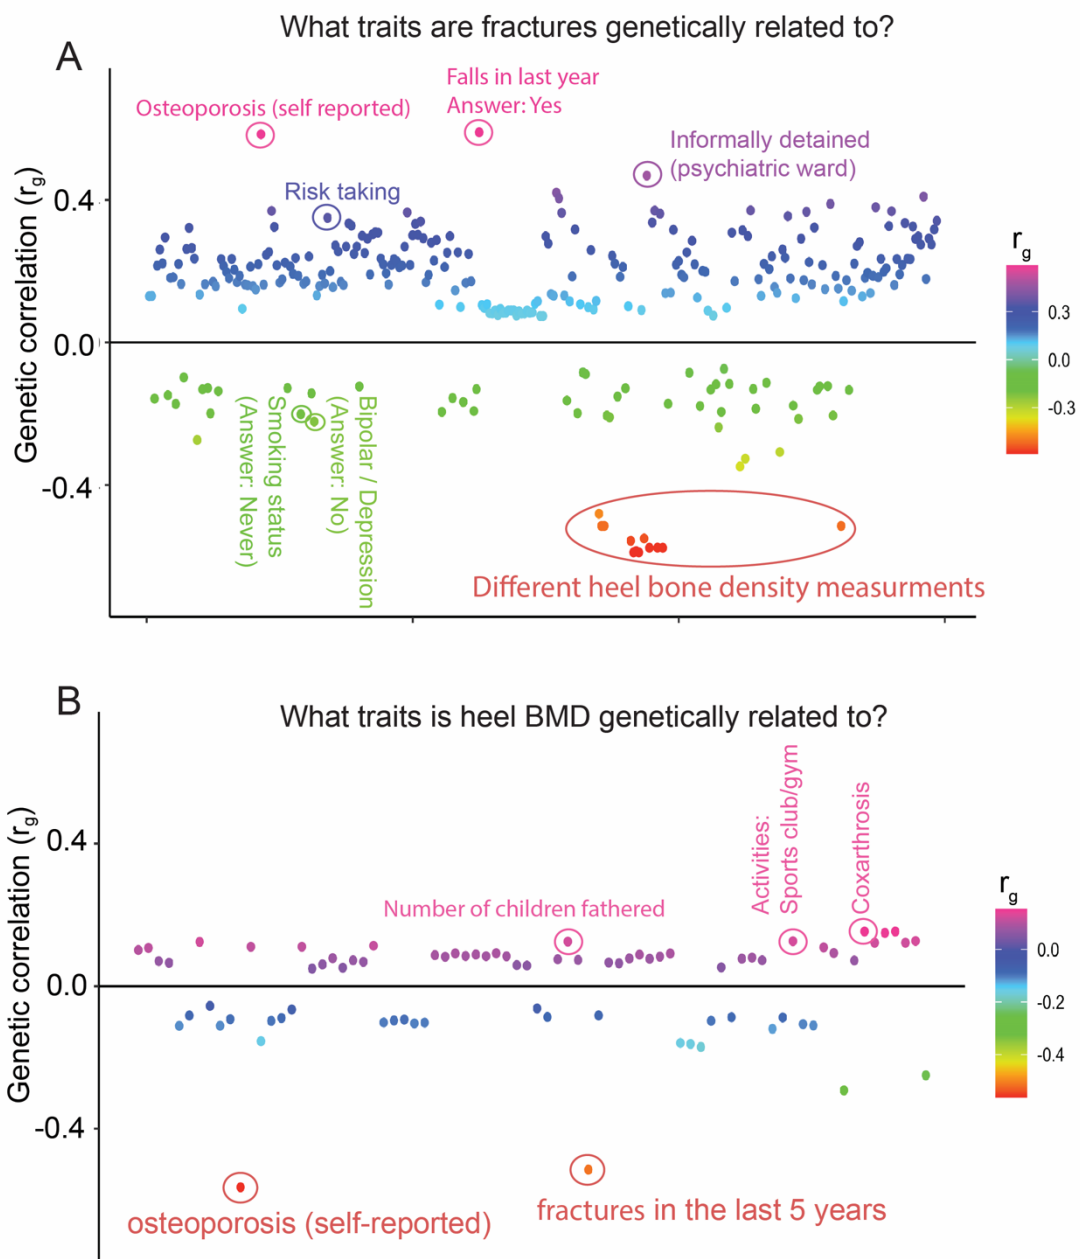 What traits are fractures genetically related to?
A
Falls in last year
Osteoporosis (self reported)
Answer: Yes
Informally detained
(psychiatric ward)
Risk taking
Genetic correlation (rg)
0.4
0.0
-0.4
rg
0.3
0.0
-0.3
Smoking status
(Answer: Never)
Bipolar / Depression
(Answer: No)
Different heel bone density measurments
B
What traits is heel BMD genetically related to?
Genetic correlation (rg)
0.4
0.0
-0.4
Number of children fathered
Activities:
Sports club/gym
Coxarthrosis
rg
0.0
-0.2
-0.4
osteoporosis (self-reported)
fractures in the last 5 years